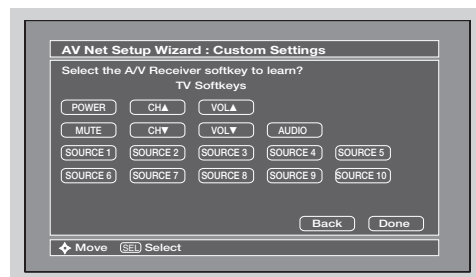 AV Net Setup Wizard : Custom Settings
Select the A/V Receiver softkey to learn?
TV Softkeys
POWER CH▲ VOL▲
MUTE CH▼ VOL▼ AUDIO
SOURCE 1 SOURCE 2 SOURCE 3 SOURCE 4 SOURCE 5
SOURCE 6 SOURCE 7 SOURCE 8 SOURCE 9 SOURCE 10
Back Done
Move SEL Select